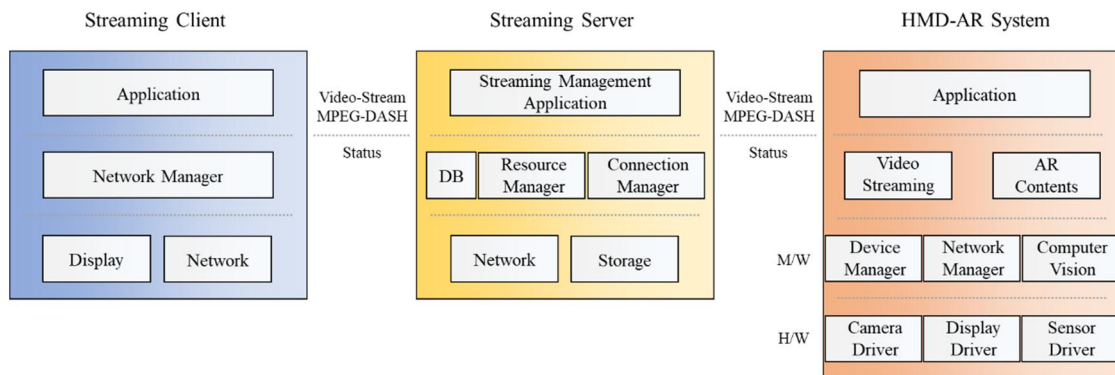 Streaming Client
Streaming Server
HMD-AR System
Application
Network Manager
Display
Network
Video-Stream
MPEG-DASH
Status
Streaming Management
Application
DB
Resource
Manager
Connection
Manager
Network
Storage
Video-Stream
MPEG-DASH
Status
Application
Video
Streaming
AR
Contents
M/W
Device
Manager
Network
Manager
Computer
Vision
H/W
Camera
Driver
Display
Driver
Sensor
Driver